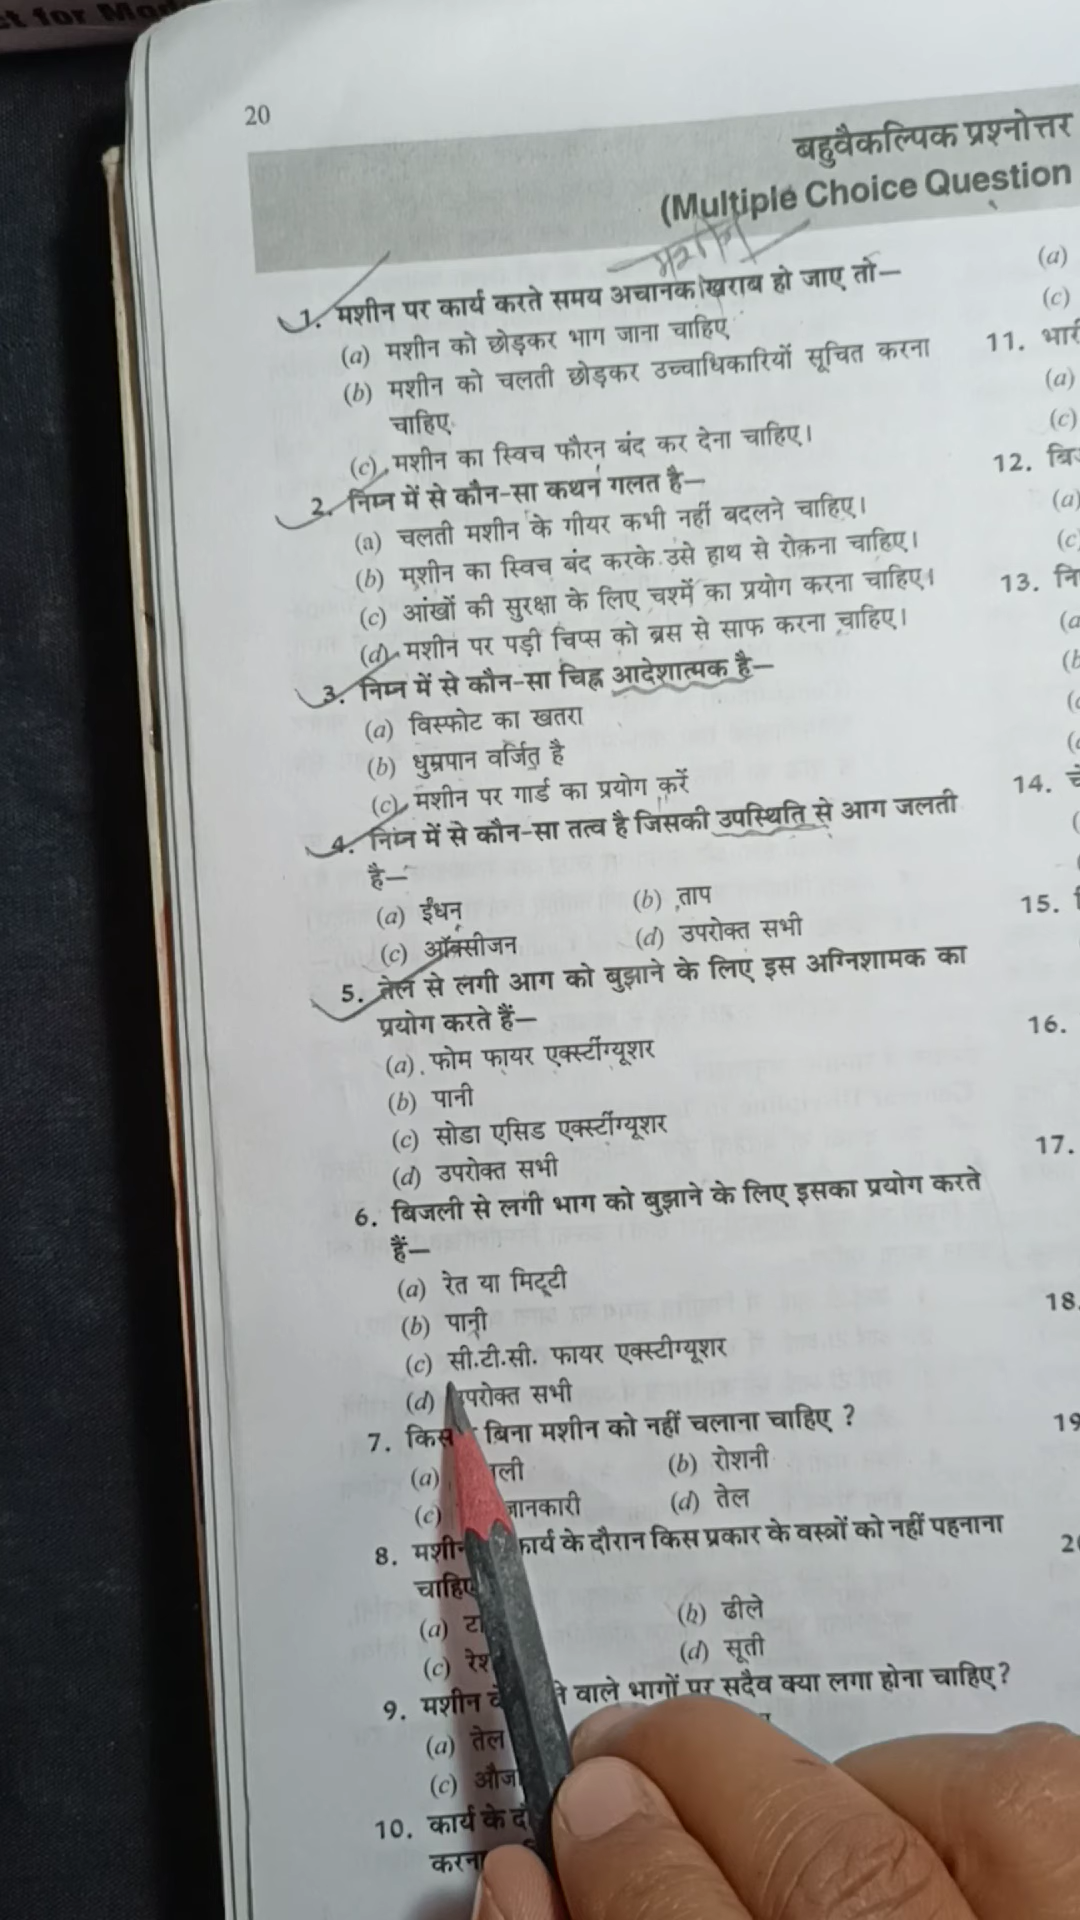 20
बहुवैकल्पिक प्रश्नोत्तर
(Multiple Choice Question
मशीन
1. मशीन पर कार्य करते समय अचानक खराब हो जाए तो—
(a) मशीन को छोड़कर भाग जाना चाहिए
(b) मशीन को चलती छोड़कर उच्चाधिकारियों सूचित करना
चाहिए
(c) मशीन का स्विच फौरन बंद कर देना चाहिए।
2. निम्न में से कौन-सा कथन गलत है—
(a) चलती मशीन के गीयर कभी नहीं बदलने चाहिए।
(b) मशीन का स्विच बंद करके उसे हाथ से रोकना चाहिए।
(c) आंखों की सुरक्षा के लिए चश्में का प्रयोग करना चाहिए।
(d) मशीन पर पड़ी चिप्स को ब्रस से साफ करना चाहिए।
3. निम्न में से कौन-सा चिह्न आदेशात्मक है—
(a) विस्फोट का खतरा
(b) धुम्रपान वर्जित है
(c) मशीन पर गार्ड का प्रयोग करें
4. निम्न में से कौन-सा तत्व है जिसकी उपस्थिति से आग जलती
है—
(a) ईंधन (b) ताप
(c) ऑक्सीजन (d) उपरोक्त सभी
5. तेल से लगी आग को बुझाने के लिए इस अग्निशामक का
प्रयोग करते हैं—
(a) फोम फायर एक्स्टींग्यूशर
(b) पानी
(c) सोडा एसिड एक्स्टींग्यूशर
(d) उपरोक्त सभी
6. बिजली से लगी भाग को बुझाने के लिए इसका प्रयोग करते
हैं—
(a) रेत या मिट्टी
(b) पानी
(c) सी.टी.सी. फायर एक्स्टीग्यूशर
(d) उपरोक्त सभी
7. किस बिना मशीन को नहीं चलाना चाहिए ?
(a) (b) रोशनी
(c) जानकारी (d) तेल
8. मशीन कार्य के दौरान किस प्रकार के वस्त्रों को नहीं पहनाना
चाहिए
(a) (b) ढीले
(c) (d) सूती
9. मशीन वाले भागों पर सदैव क्या लगा होना चाहिए?
(a) तेल
(c)
10. कार्य के
करना
(a)
(c)
11.
(a)
(c)
12.
(a)
(c
13.
14.
15.
16.
17.
18.
19